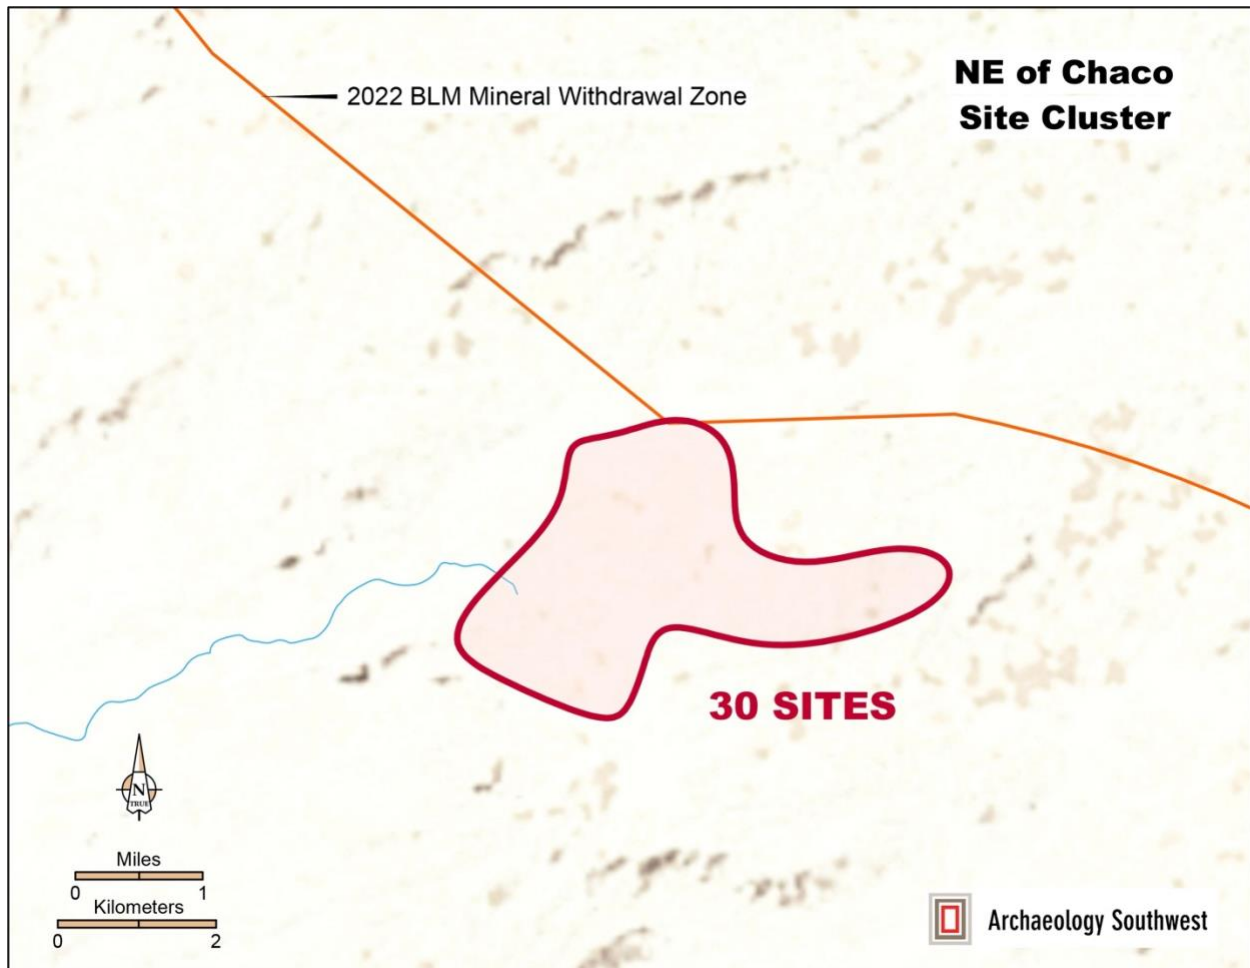 NE of Chaco
Site Cluster
2022 BLM Mineral Withdrawal Zone
30 SITES
N
TRUE
Miles
0 1
Kilometers
0 2
Archaeology Southwest